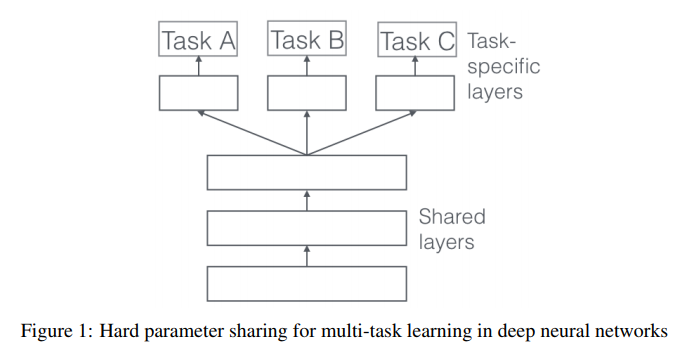 Task A
Task B
Task C
Task-
specific
layers
Shared
layers
Figure 1: Hard parameter sharing for multi-task learning in deep neural networks